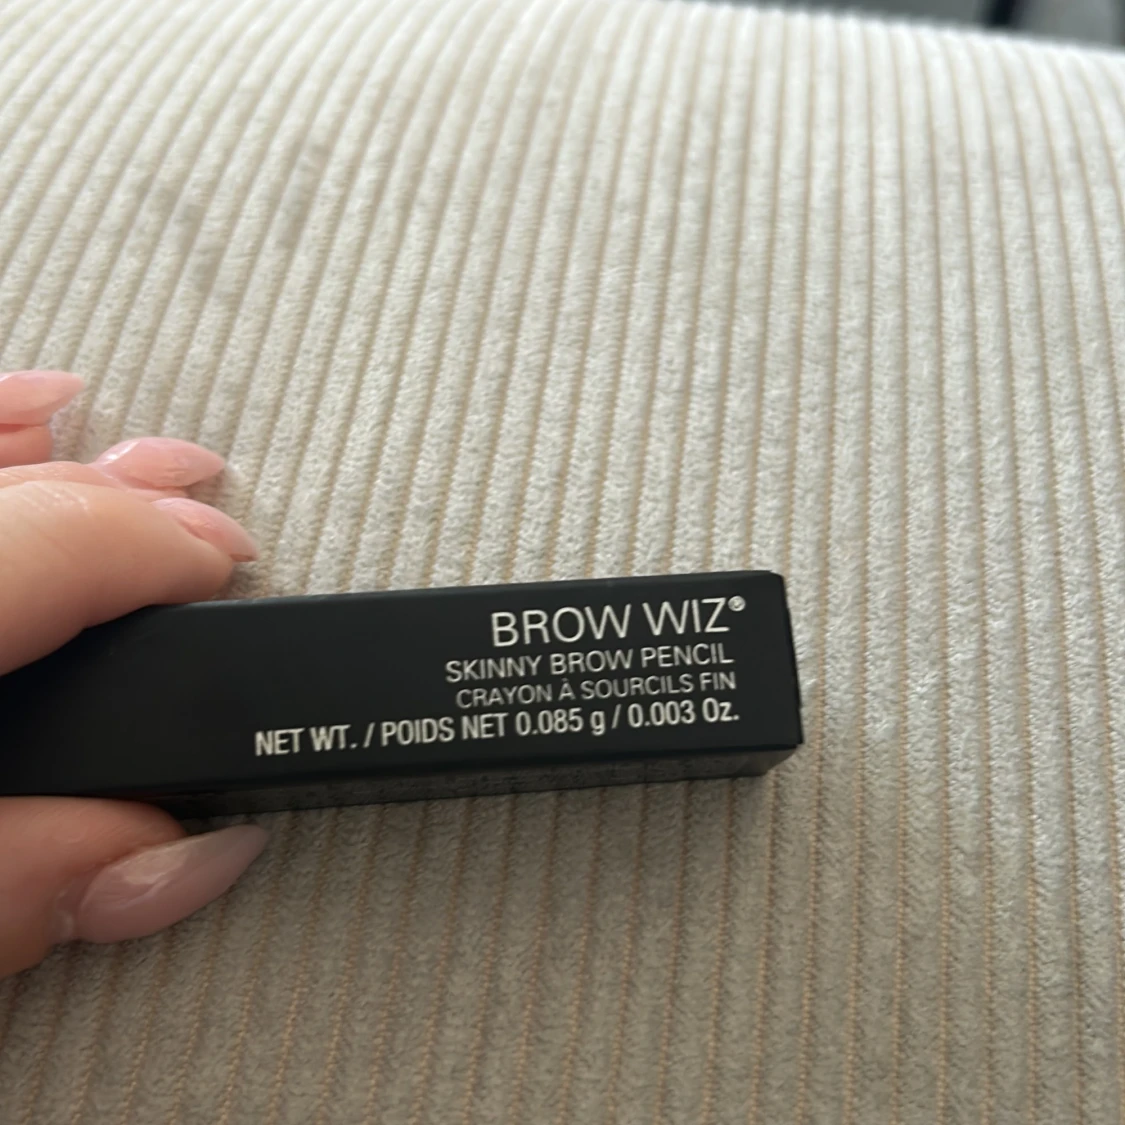 BROW WIZ®
SKINNY BROW PENCIL
CRAYON À SOURCILS FIN
NET WT. / POIDS NET 0.085 g / 0.003 Oz.